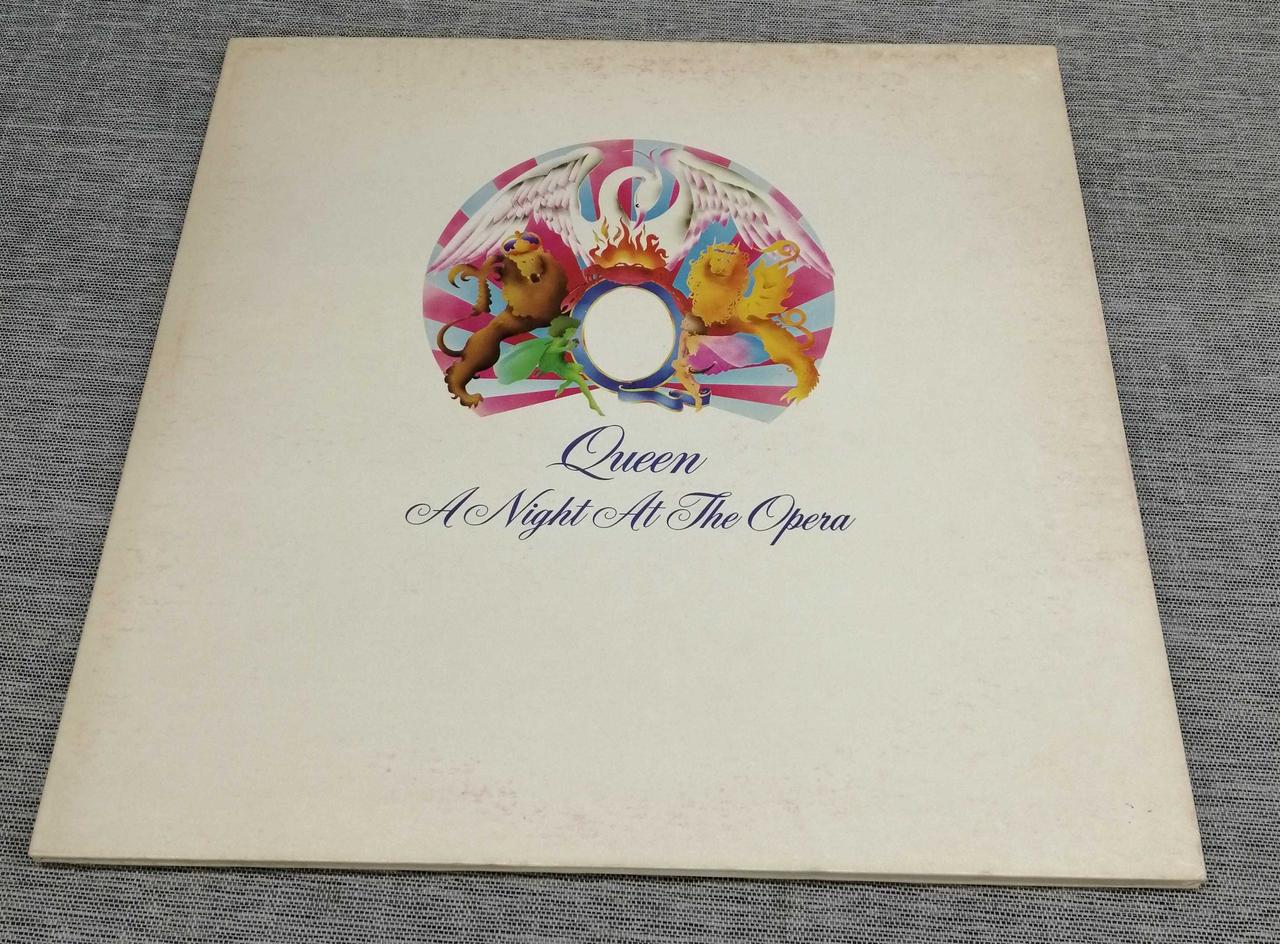 Queen
A Night At The Opera